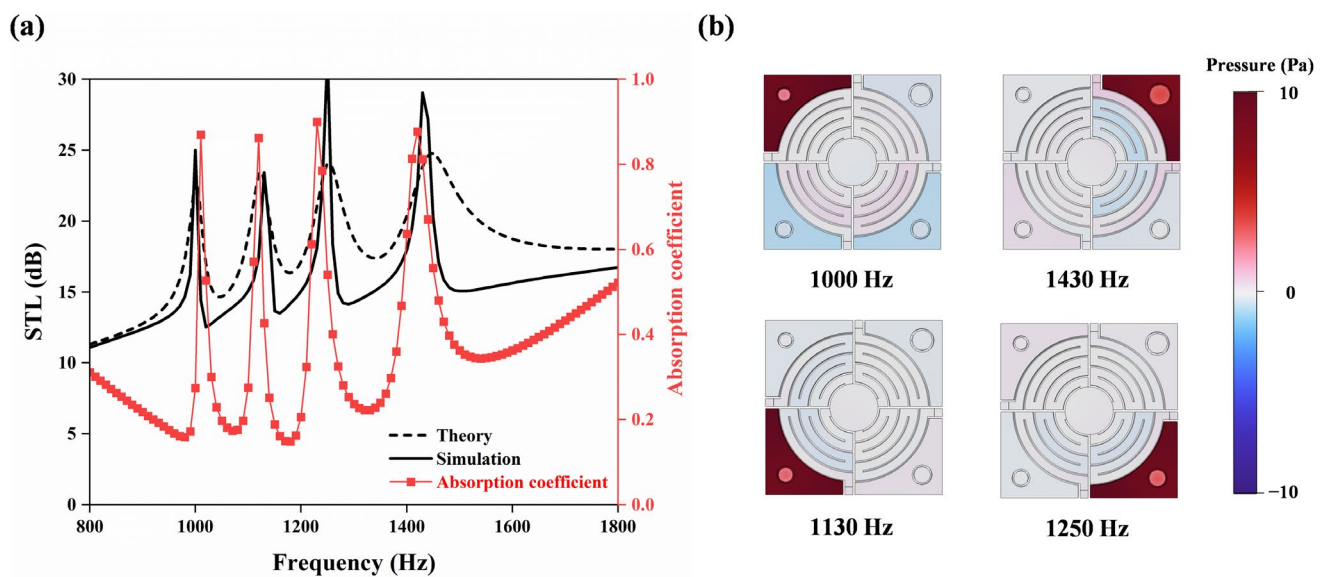 (a)
30
25
20
15
10
5
0
STL (dB)
1.0
0.8
0.6
0.4
0.2
0.0
Absorption coefficient
Theory
Simulation
Absorption coefficient
800
1000
1200
1400
1600
1800
Frequency (Hz)
(b)
1000 Hz
1430 Hz
1130 Hz
1250 Hz
Pressure (Pa)
10
0
−10